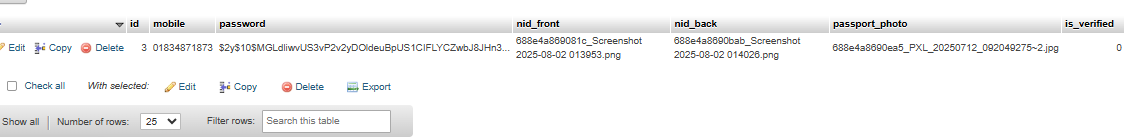 id mobile password nid_front nid_back passport_photo is_verified
Edit Copy Delete 3 01834871873 $2y$10$MGLdliwvUS3vP2v2yDOldeuBpUS1CIFLYCZwbJ8JHn3... 688e4a869081c_Screenshot 2025-08-02 013953.png 688e4a8690bab_Screenshot 2025-08-02 014026.png 688e4a8690ea5_PXL_20250712_092049275~2.jpg 0
Check all With selected: Edit Copy Delete Export
Show all Number of rows: 25 Filter rows: Search this table